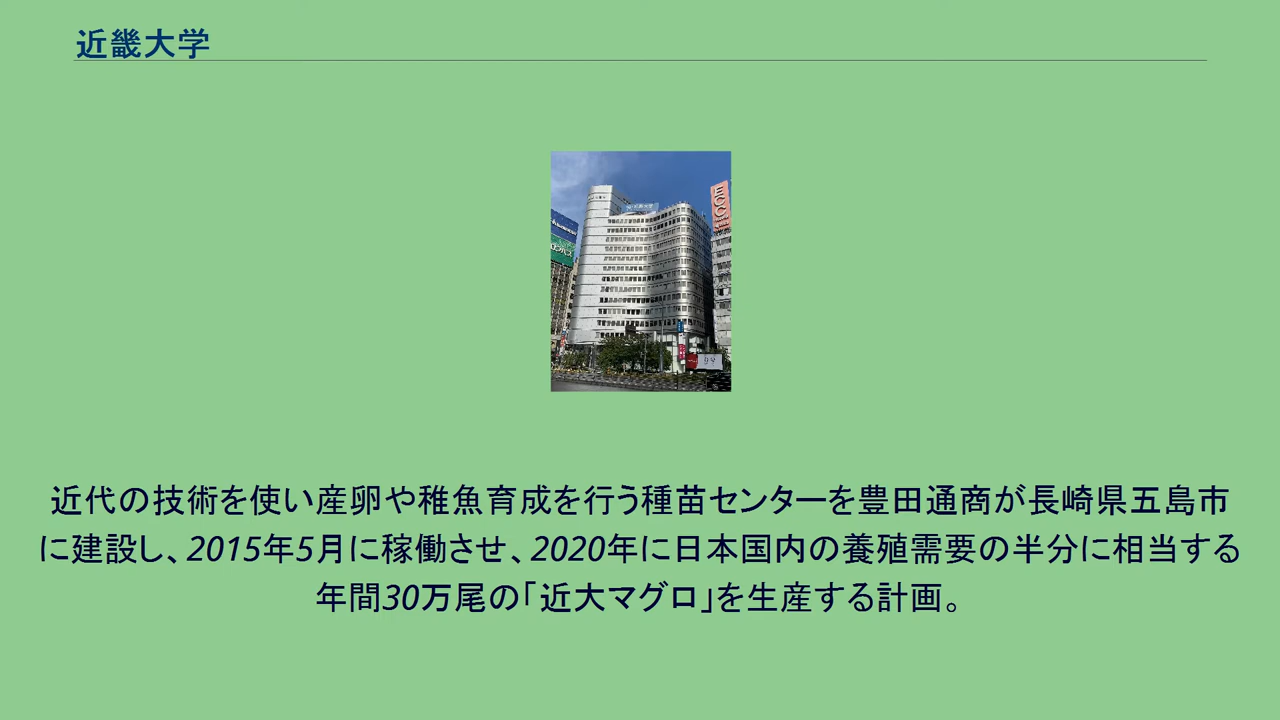 近畿大学
ECC
近代の技術を使い産卵や稚魚育成を行う種苗センターを豊田通商が長崎県五島市
に建設し、2015年5月に稼働させ、2020年に日本国内の養殖需要の半分に相当する
年間30万尾の「近大マグロ」を生産する計画。